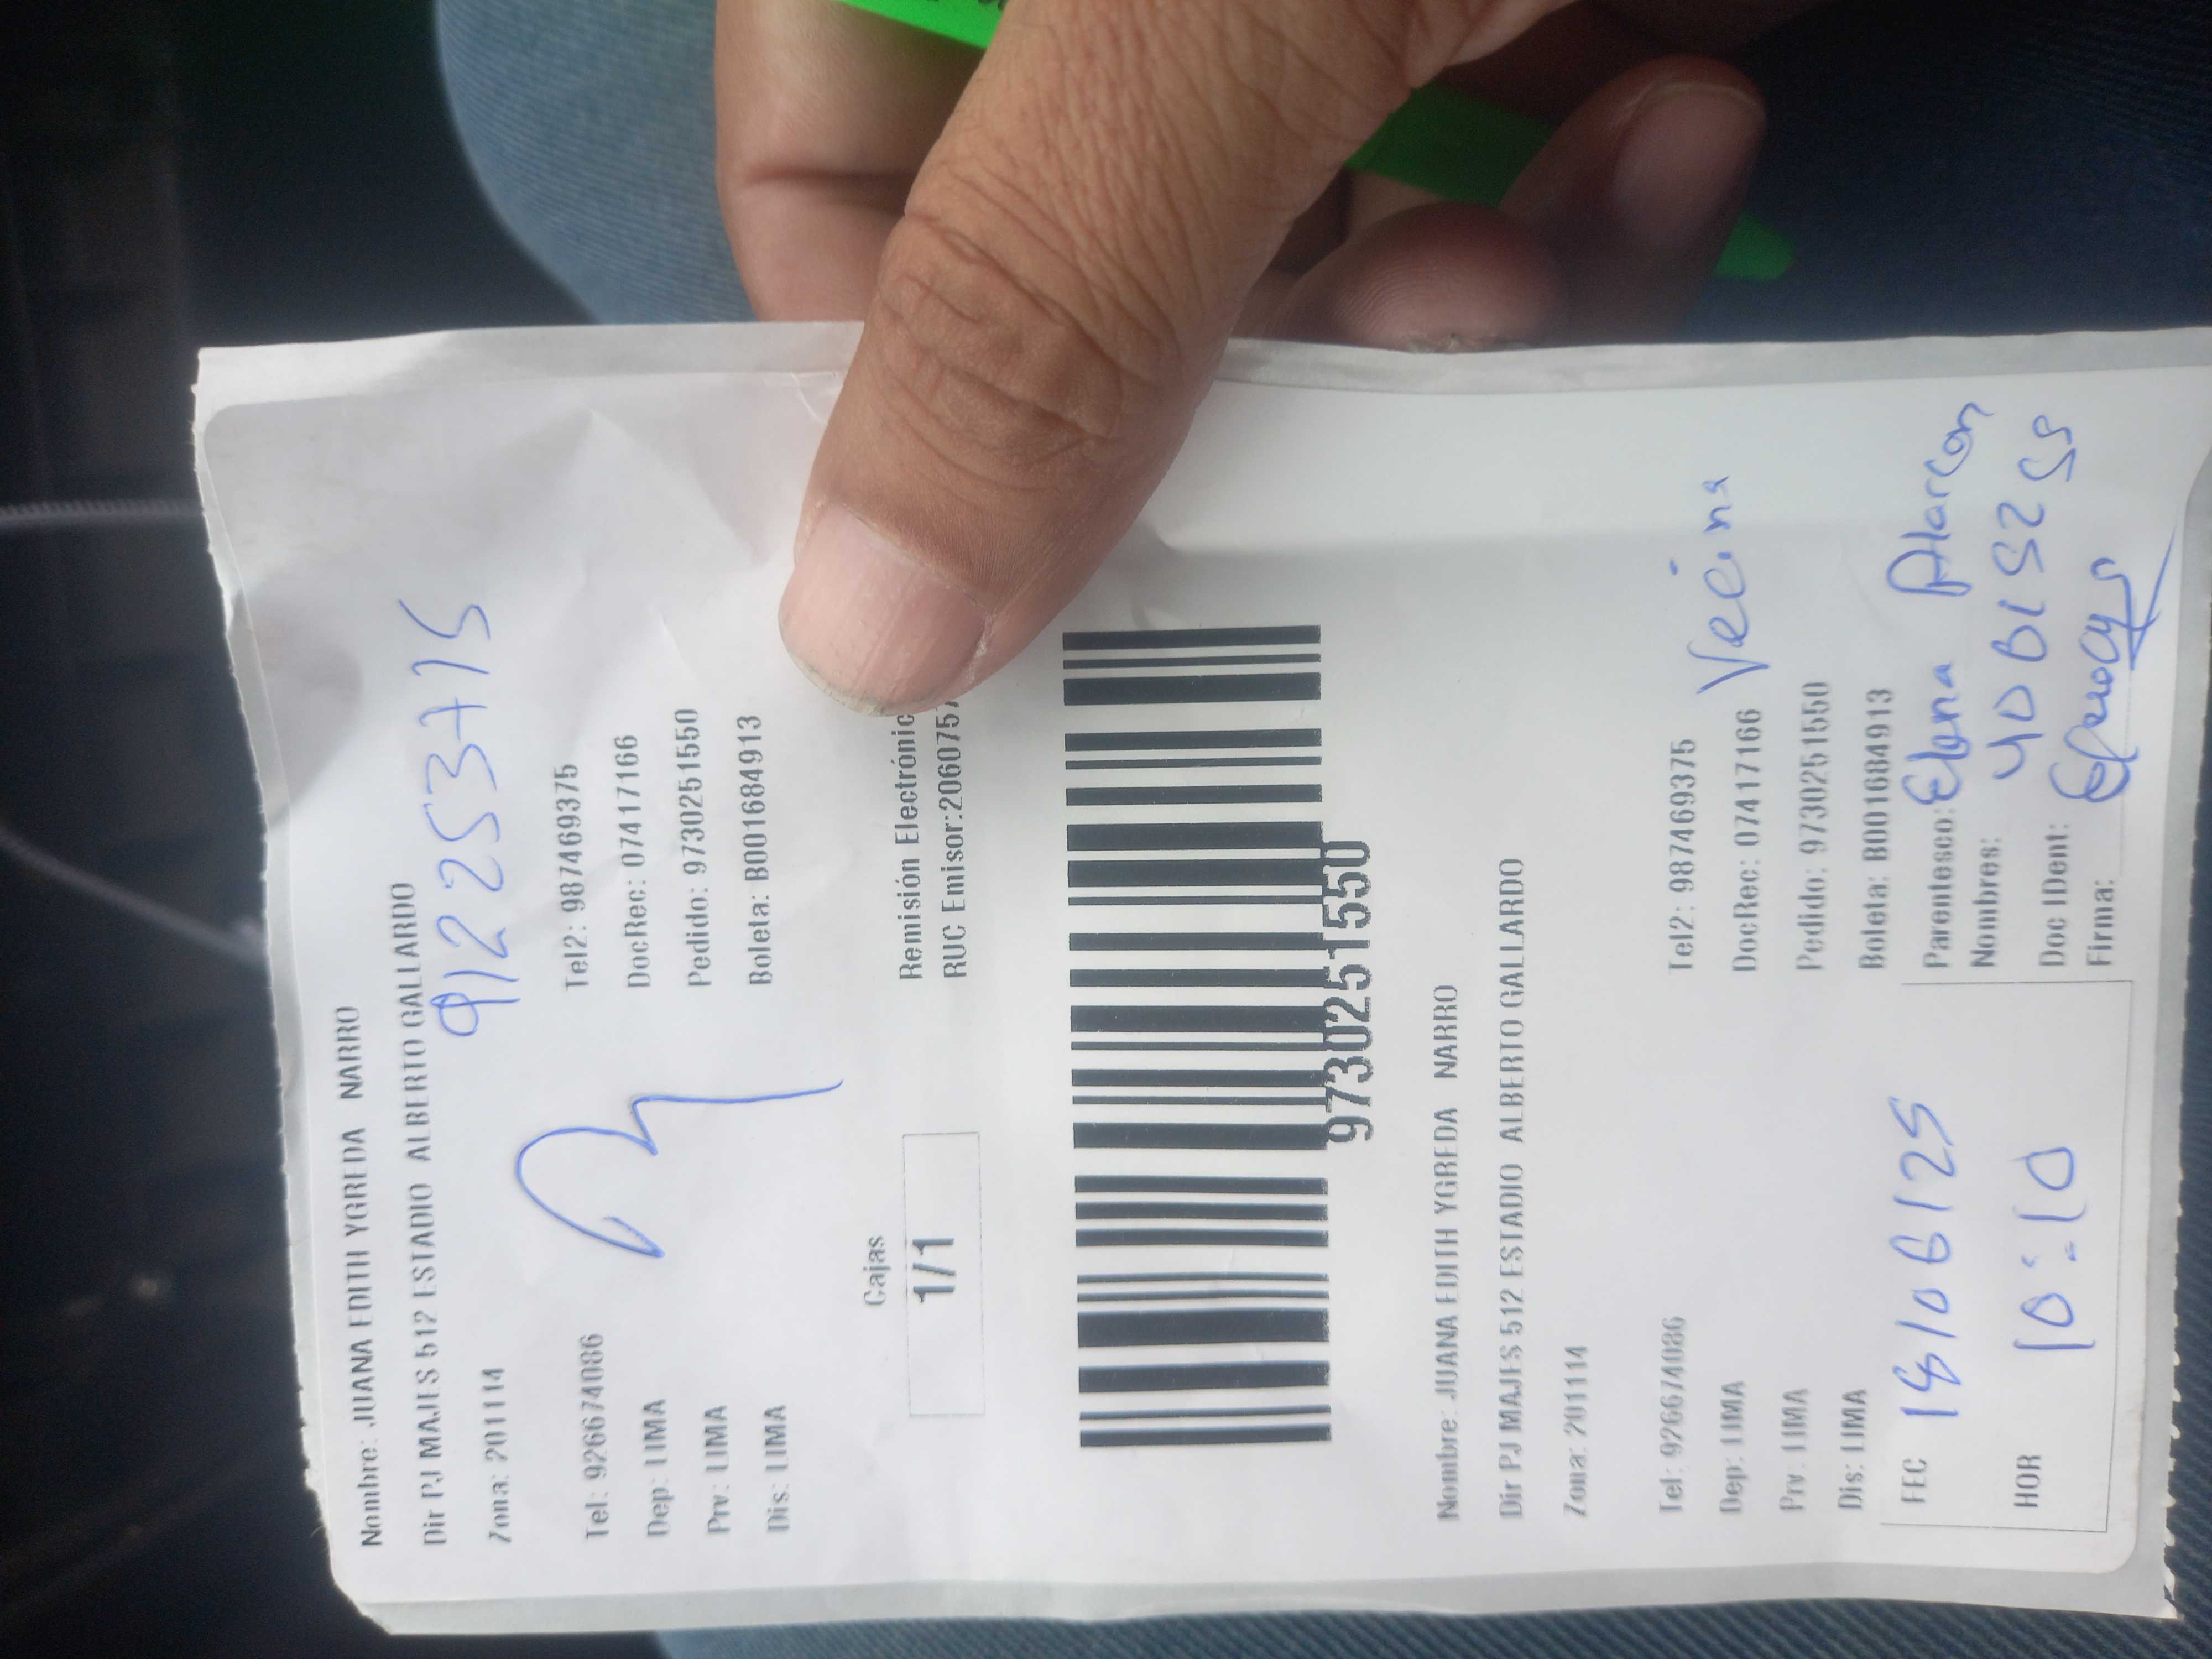 Nombre: JUANA EDITH YGREDA NARRO
Dir PJ MAJES 512 ESTADIO ALBERTO GALLARDO
912253715
Zona: 201114
Tel: 926674086 Tel2: 987469375
Dep: LIMA DocRec: 07417166
Prv: LIMA Pedido: 97302515​50
Dis: LIMA Boleta: B001684913
Cajas
1/1
Remisión Electrónic
RUC Emisor:2060757
9730251550
Nombre: JUANA EDITH YGREDA NARRO
Dir PJ MAJES 512 ESTADIO ALBERTO GALLARDO
Zona: 201114
Tel: 926674086 Tel2: 987469375
Dep: LIMA DocRec: 07417166 Vecina
Prv: LIMA Pedido: 9730251550
Dis: LIMA Boleta: B001684913
FEC 18/06/25 Parentesco: Elena Alarcon
Nombres:
HOR 10:10 Doc IDent:
Firma: